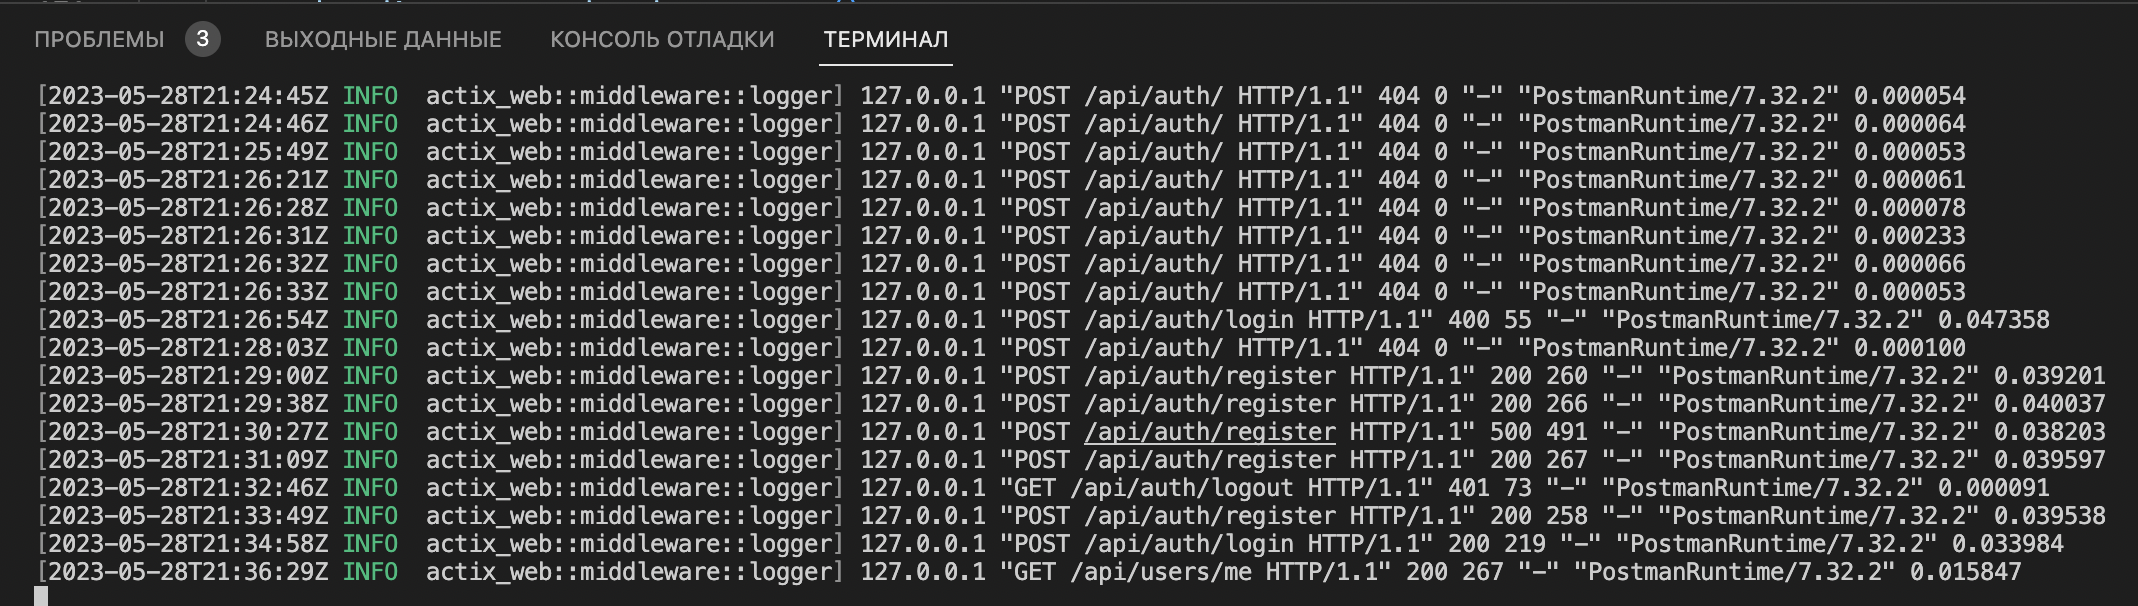 ПРОБЛЕМЫ 3 ВЫХОДНЫЕ ДАННЫЕ КОНСОЛЬ ОТЛАДКИ ТЕРМИНАЛ
[2023-05-28T21:24:45Z INFO  actix_web::middleware::logger] 127.0.0.1 "POST /api/auth/ HTTP/1.1" 404 0 "-" "PostmanRuntime/7.32.2" 0.000054
[2023-05-28T21:24:46Z INFO  actix_web::middleware::logger] 127.0.0.1 "POST /api/auth/ HTTP/1.1" 404 0 "-" "PostmanRuntime/7.32.2" 0.000064
[2023-05-28T21:25:49Z INFO  actix_web::middleware::logger] 127.0.0.1 "POST /api/auth/ HTTP/1.1" 404 0 "-" "PostmanRuntime/7.32.2" 0.000053
[2023-05-28T21:26:21Z INFO  actix_web::middleware::logger] 127.0.0.1 "POST /api/auth/ HTTP/1.1" 404 0 "-" "PostmanRuntime/7.32.2" 0.000061
[2023-05-28T21:26:28Z INFO  actix_web::middleware::logger] 127.0.0.1 "POST /api/auth/ HTTP/1.1" 404 0 "-" "PostmanRuntime/7.32.2" 0.000078
[2023-05-28T21:26:31Z INFO  actix_web::middleware::logger] 127.0.0.1 "POST /api/auth/ HTTP/1.1" 404 0 "-" "PostmanRuntime/7.32.2" 0.000233
[2023-05-28T21:26:32Z INFO  actix_web::middleware::logger] 127.0.0.1 "POST /api/auth/ HTTP/1.1" 404 0 "-" "PostmanRuntime/7.32.2" 0.000066
[2023-05-28T21:26:33Z INFO  actix_web::middleware::logger] 127.0.0.1 "POST /api/auth/ HTTP/1.1" 404 0 "-" "PostmanRuntime/7.32.2" 0.000053
[2023-05-28T21:26:54Z INFO  actix_web::middleware::logger] 127.0.0.1 "POST /api/auth/login HTTP/1.1" 400 55 "-" "PostmanRuntime/7.32.2" 0.047358
[2023-05-28T21:28:03Z INFO  actix_web::middleware::logger] 127.0.0.1 "POST /api/auth/ HTTP/1.1" 404 0 "-" "PostmanRuntime/7.32.2" 0.000100
[2023-05-28T21:29:00Z INFO  actix_web::middleware::logger] 127.0.0.1 "POST /api/auth/register HTTP/1.1" 200 260 "-" "PostmanRuntime/7.32.2" 0.039201
[2023-05-28T21:29:38Z INFO  actix_web::middleware::logger] 127.0.0.1 "POST /api/auth/register HTTP/1.1" 200 266 "-" "PostmanRuntime/7.32.2" 0.040037
[2023-05-28T21:30:27Z INFO  actix_web::middleware::logger] 127.0.0.1 "POST /api/auth/register HTTP/1.1" 500 491 "-" "PostmanRuntime/7.32.2" 0.038203
[2023-05-28T21:31:09Z INFO  actix_web::middleware::logger] 127.0.0.1 "POST /api/auth/register HTTP/1.1" 200 267 "-" "PostmanRuntime/7.32.2" 0.039597
[2023-05-28T21:32:46Z INFO  actix_web::middleware::logger] 127.0.0.1 "GET /api/auth/logout HTTP/1.1" 401 73 "-" "PostmanRuntime/7.32.2" 0.000091
[2023-05-28T21:33:49Z INFO  actix_web::middleware::logger] 127.0.0.1 "POST /api/auth/register HTTP/1.1" 200 258 "-" "PostmanRuntime/7.32.2" 0.039538
[2023-05-28T21:34:58Z INFO  actix_web::middleware::logger] 127.0.0.1 "POST /api/auth/login HTTP/1.1" 200 219 "-" "PostmanRuntime/7.32.2" 0.033984
[2023-05-28T21:36:29Z INFO  actix_web::middleware::logger] 127.0.0.1 "GET /api/users/me HTTP/1.1" 200 267 "-" "PostmanRuntime/7.32.2" 0.015847